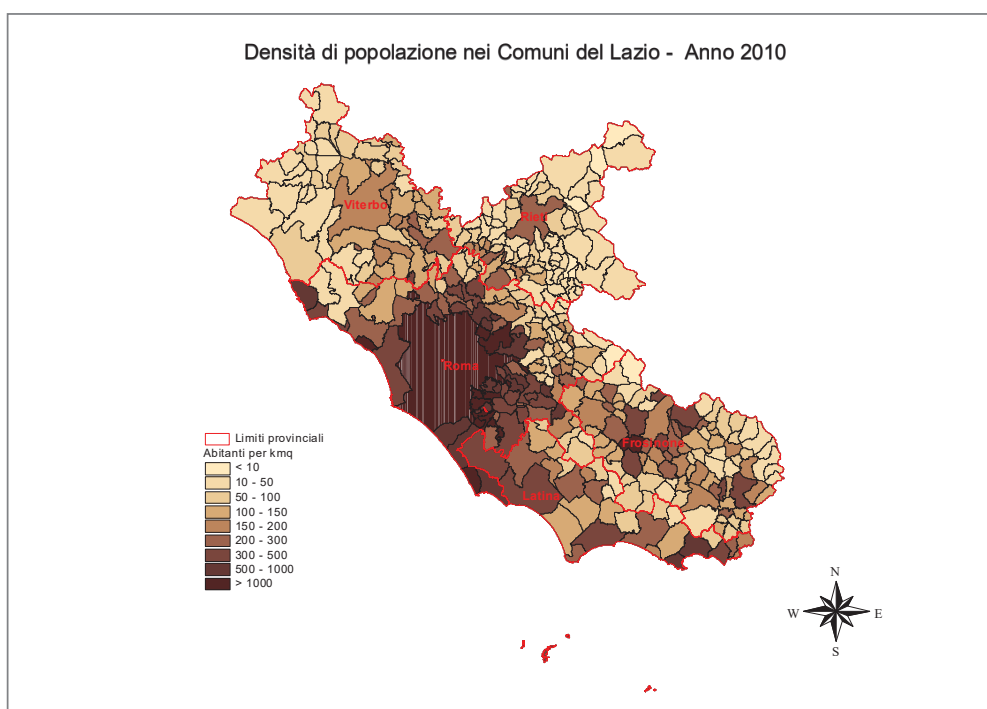 Densità di popolazione nei Comuni del Lazio - Anno 2010
Viterbo
Rieti
Roma
Frosinone
Latina
Limiti provinciali
Abitanti per kmq
< 10
10 - 50
50 - 100
100 - 150
150 - 200
200 - 300
300 - 500
500 - 1000
> 1000
N
W
E
S